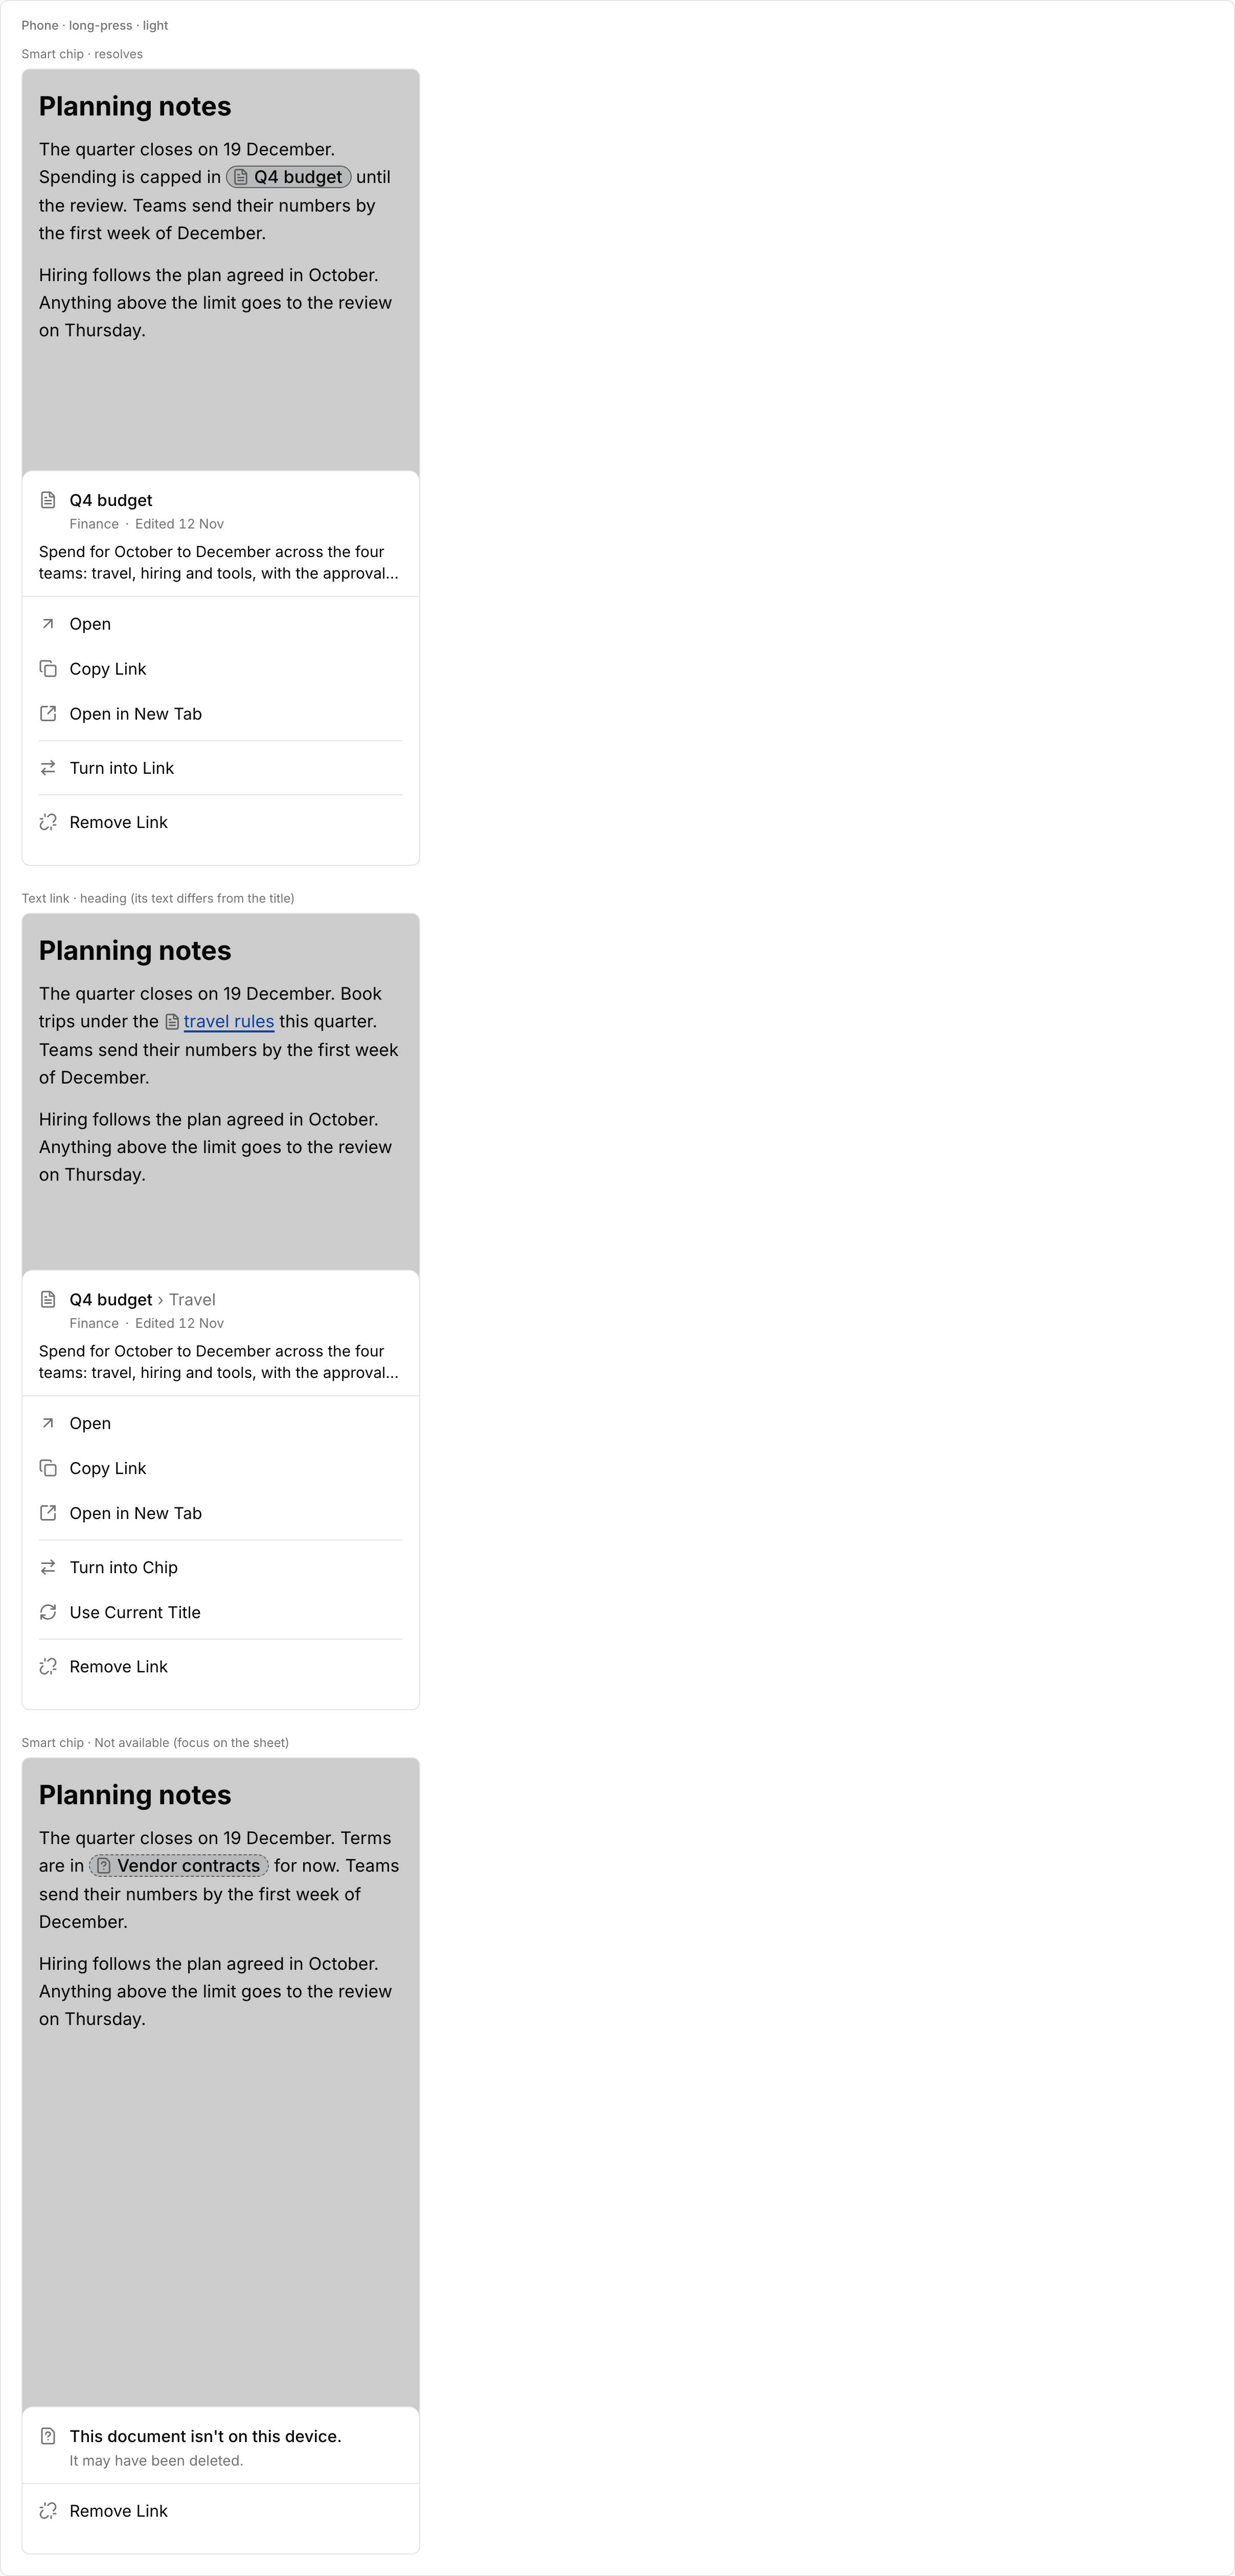 Phone · long-press · light
Smart chip · resolves
Planning notes
The quarter closes on 19 December.
Spending is capped in Q4 budget until
the review. Teams send their numbers by
the first week of December.
Hiring follows the plan agreed in October.
Anything above the limit goes to the review
on Thursday.
Q4 budget
Finance · Edited 12 Nov
Spend for October to December across the four
teams: travel, hiring and tools, with the approval...
Open
Copy Link
Open in New Tab
Turn into Link
Remove Link
Text link · heading (its text differs from the title)
Planning notes
The quarter closes on 19 December. Book
trips under the travel rules this quarter.
Teams send their numbers by the first week
of December.
Hiring follows the plan agreed in October.
Anything above the limit goes to the review
on Thursday.
Q4 budget › Travel
Finance · Edited 12 Nov
Spend for October to December across the four
teams: travel, hiring and tools, with the approval...
Open
Copy Link
Open in New Tab
Turn into Chip
Use Current Title
Remove Link
Smart chip · Not available (focus on the sheet)
Planning notes
The quarter closes on 19 December. Terms
are in Vendor contracts for now. Teams
send their numbers by the first week of
December.
Hiring follows the plan agreed in October.
Anything above the limit goes to the review
on Thursday.
This document isn't on this device.
It may have been deleted.
Remove Link